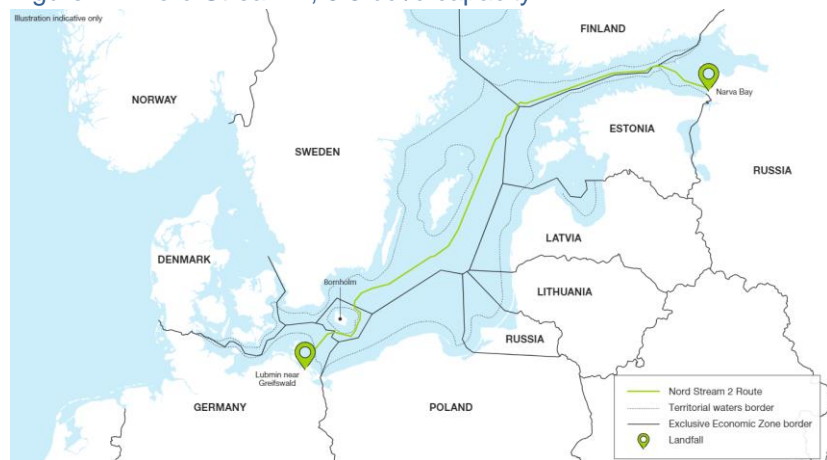 Illustration indicative only
FINLAND
NORWAY
Narva Bay
ESTONIA
SWEDEN
RUSSIA
LATVIA
DENMARK
Bornholm
LITHUANIA
RUSSIA
Lubmin near
Greifswald
GERMANY
POLAND
Nord Stream 2 Route
Territorial waters border
Exclusive Economic Zone border
Landfall